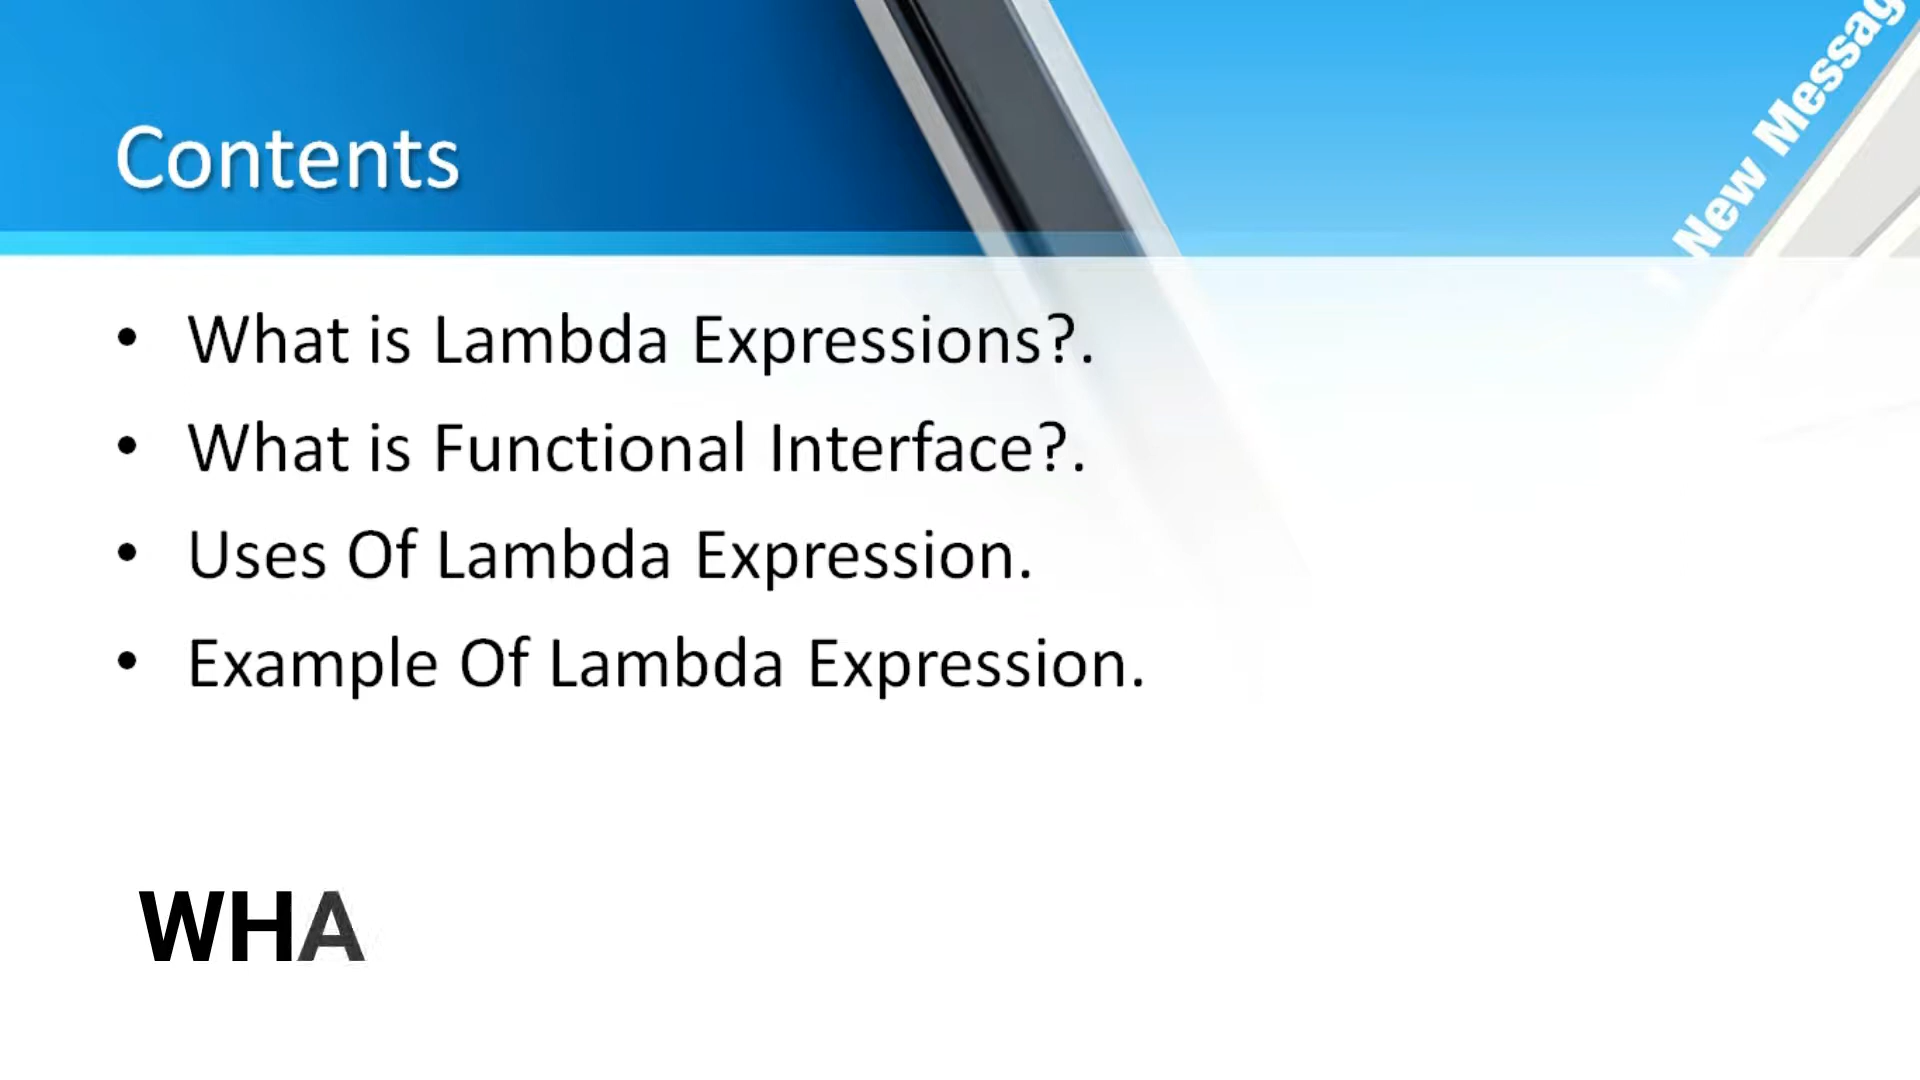 New Messag
Contents
• What is Lambda Expressions?.
• What is Functional Interface?.
• Uses Of Lambda Expression.
• Example Of Lambda Expression.
WHA